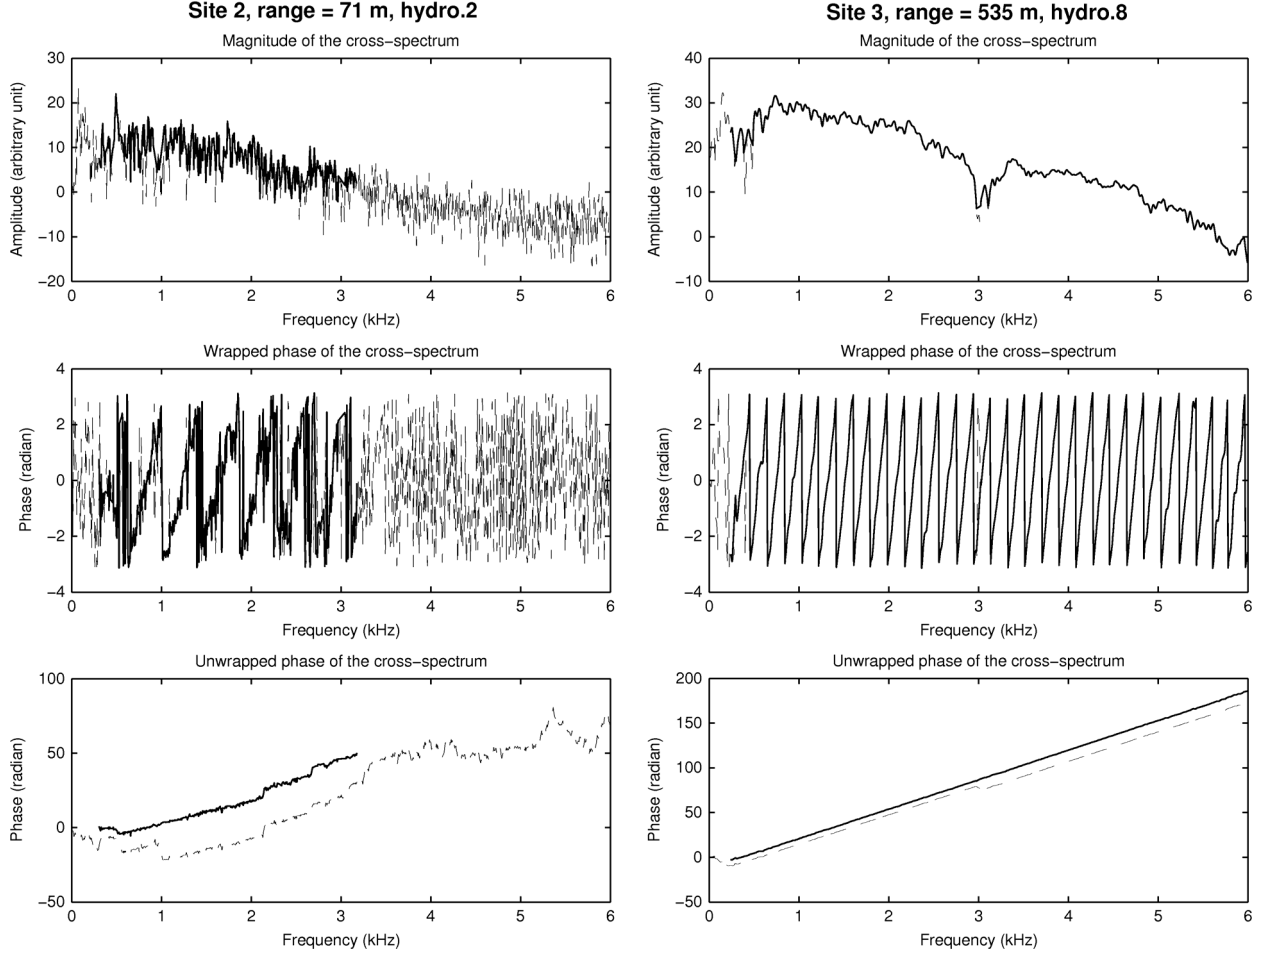 Site 2, range = 71 m, hydro.2
Site 3, range = 535 m, hydro.8
Magnitude of the cross−spectrum
30
20
10
0
−10
−20
Amplitude (arbitrary unit)
0 1 2 3 4 5 6
Frequency (kHz)
Magnitude of the cross−spectrum
40
30
20
10
0
−10
Amplitude (arbitrary unit)
0 1 2 3 4 5 6
Frequency (kHz)
Wrapped phase of the cross−spectrum
4
2
0
−2
−4
Phase (radian)
0 1 2 3 4 5 6
Frequency (kHz)
Wrapped phase of the cross−spectrum
4
2
0
−2
−4
Phase (radian)
0 1 2 3 4 5 6
Frequency (kHz)
Unwrapped phase of the cross−spectrum
100
50
0
−50
Phase (radian)
0 1 2 3 4 5 6
Frequency (kHz)
Unwrapped phase of the cross−spectrum
200
150
100
50
0
−50
Phase (radian)
0 1 2 3 4 5 6
Frequency (kHz)